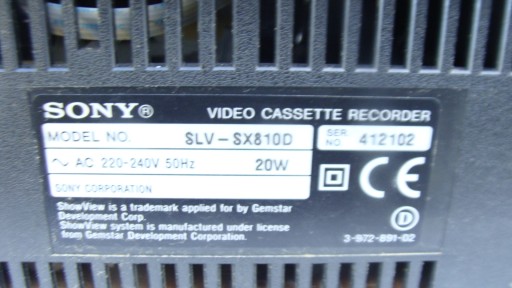 SONY® VIDEO CASSETTE RECORDER
MODEL NO. SLV-SX810D SER NO. 412102
~ AC 220-240V 50Hz 20W
SONY CORPORATION
CE
ShowView is a trademark applied for by Gemstar
Development Corp.
ShowView system is manufactured under license
from Gemstar Development Corporation.
D
3-972-891-02